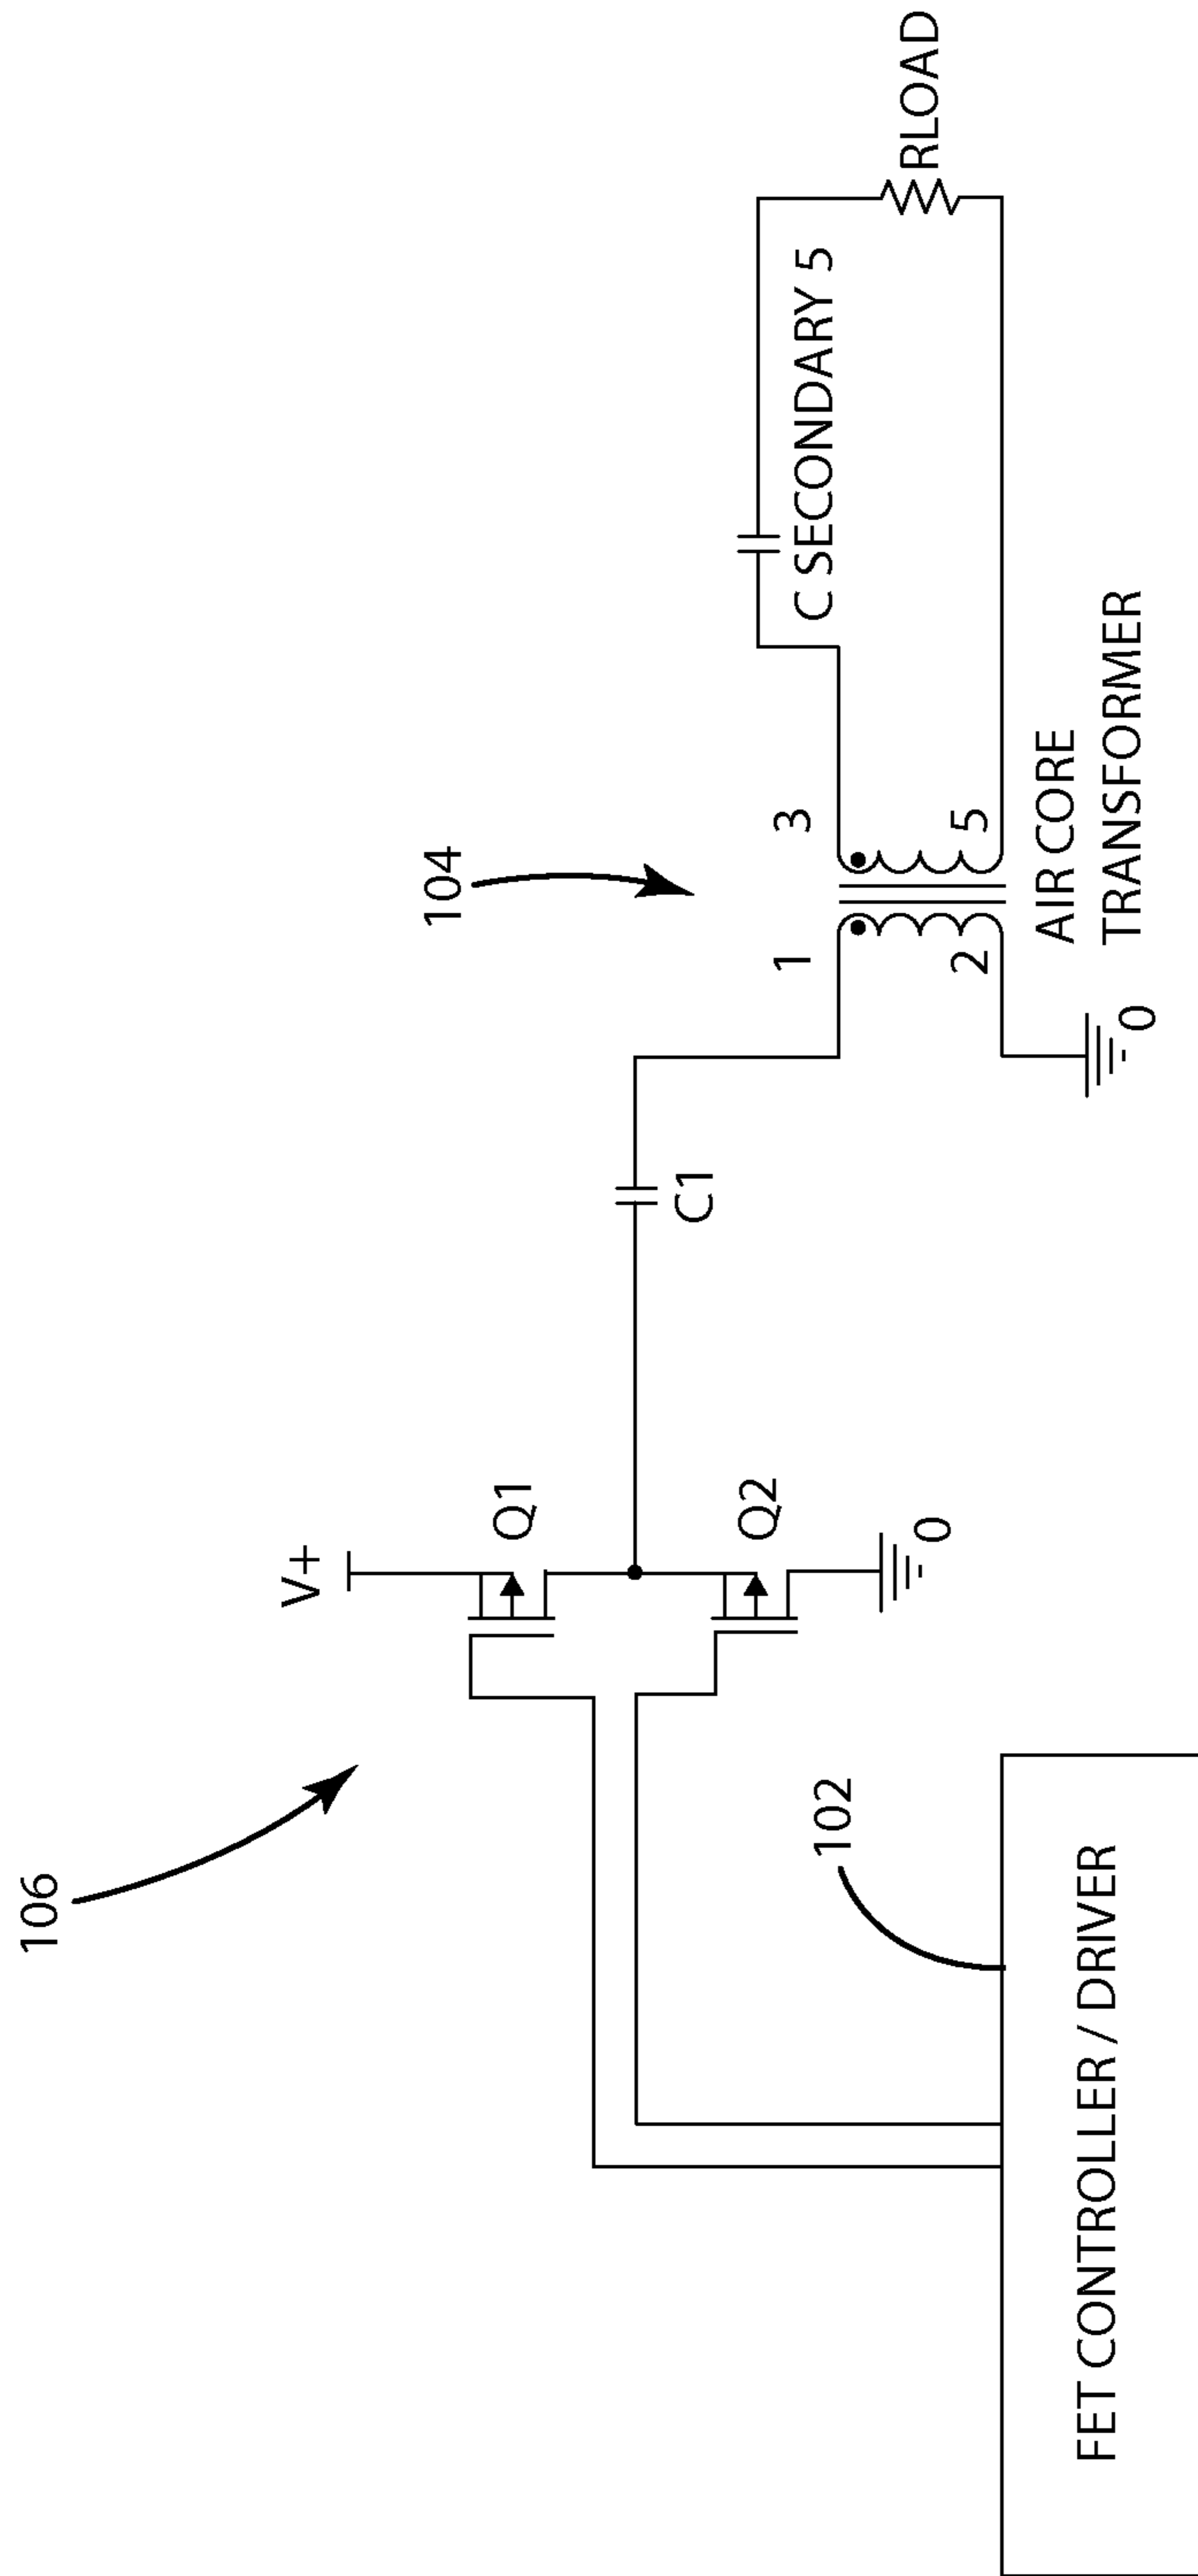 106
V+
Q1
Q2
0
102
FET CONTROLLER / DRIVER
C1
104
1
3
2
5
0
AIR CORE
TRANSFORMER
C SECONDARY 5
RLOAD